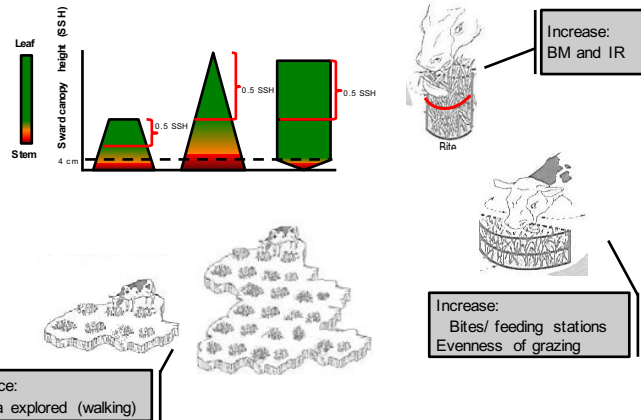 Leaf
Stem
Sward canopy height (SSH)
4 cm
0.5 SSH
0.5 SSH
0.5 SSH
Increase:
BM and IR
Bite
Increase:
Bites/ feeding stations
Evenness of grazing
ce:
explored (walking)